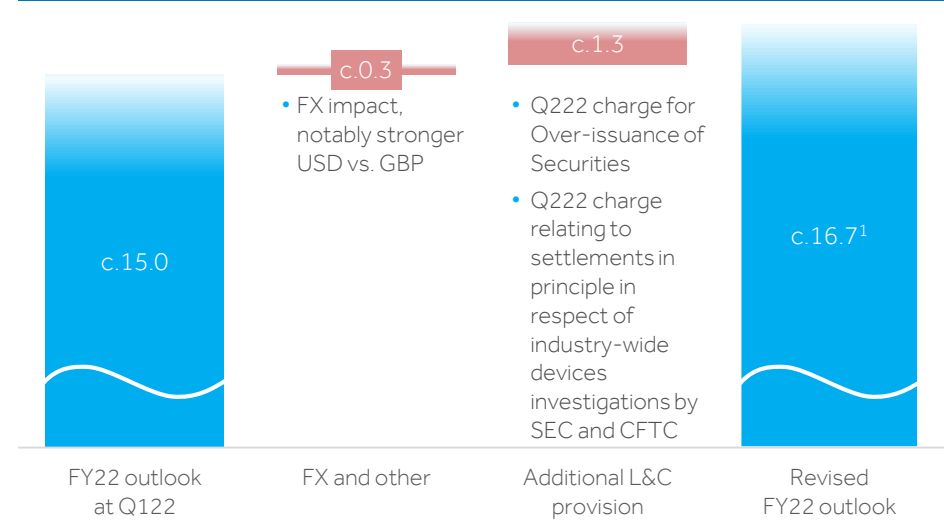 c.15.0
c.0.3
• FX impact,
notably stronger
USD vs. GBP
c.1.3
• Q222 charge for
Over-issuance of
Securities
• Q222 charge
relating to
settlements in
principle in
respect of
industry-wide
devices
investigations by
SEC and CFTC
c.16.7¹
FY22 outlook
at Q122
FX and other
Additional L&C
provision
Revised
FY22 outlook